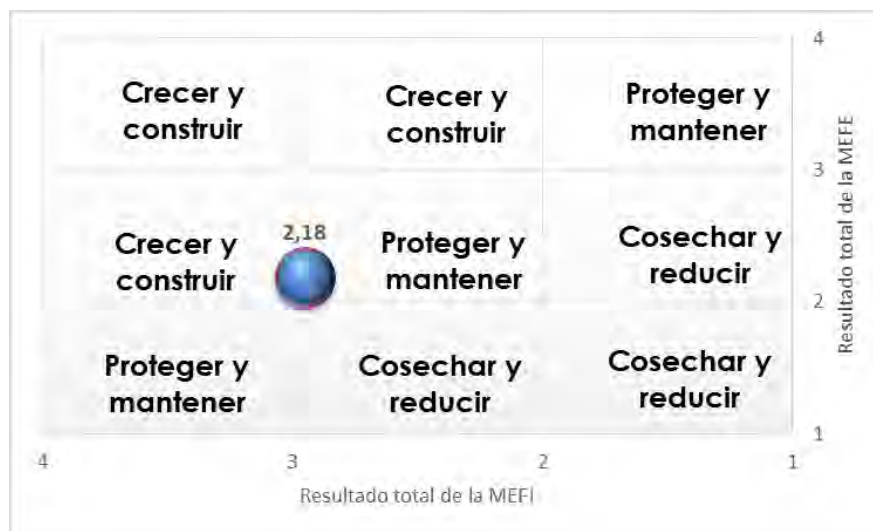 4
Crecer y
construir
Crecer y
construir
Proteger y
mantener
3
2,18
Crecer y
construir
Proteger y
mantener
Cosechar y
reducir
2
Proteger y
mantener
Cosechar y
reducir
Cosechar y
reducir
1
4
3
2
1
Resultado total de la MEFI
Resultado total de la MEFE